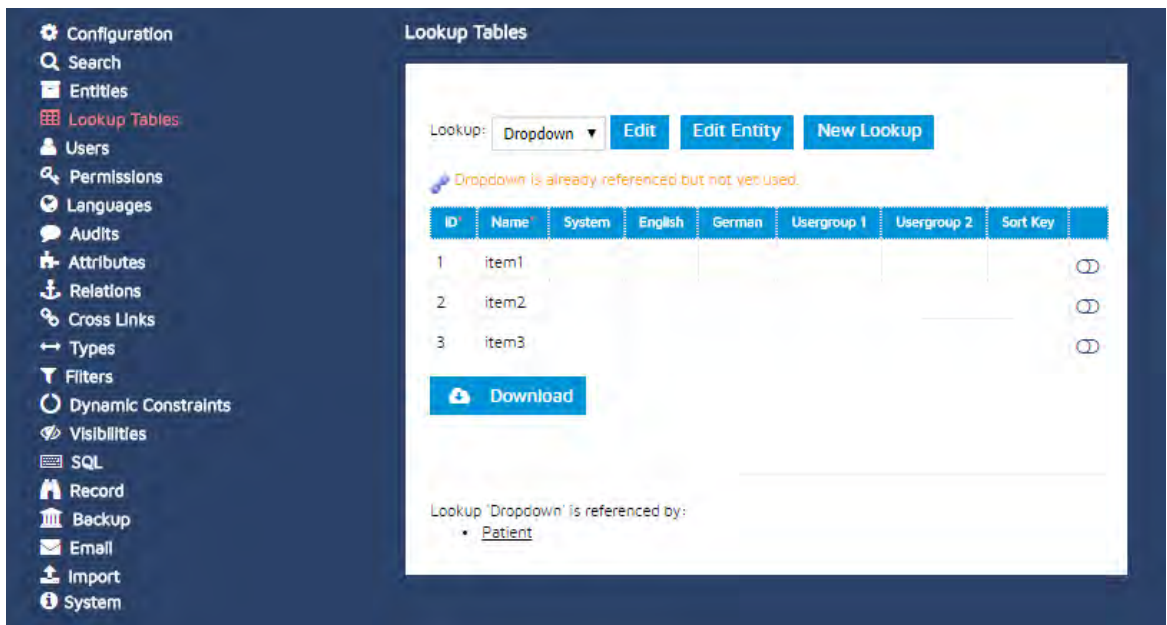 Configuration
Search
Entities
Lookup Tables
Users
Permissions
Languages
Audits
Attributes
Relations
Cross Links
Types
Filters
Dynamic Constraints
Visibilities
SQL
Record
Backup
Email
Import
System
Lookup Tables
Lookup: Dropdown ▼ Edit Edit Entity New Lookup
Dropdown is already referenced but not yet used.
ID* Name* System English German Usergroup 1 Usergroup 2 Sort Key
1 item1
2 item2
3 item3
Download
Lookup 'Dropdown' is referenced by:
• Patient